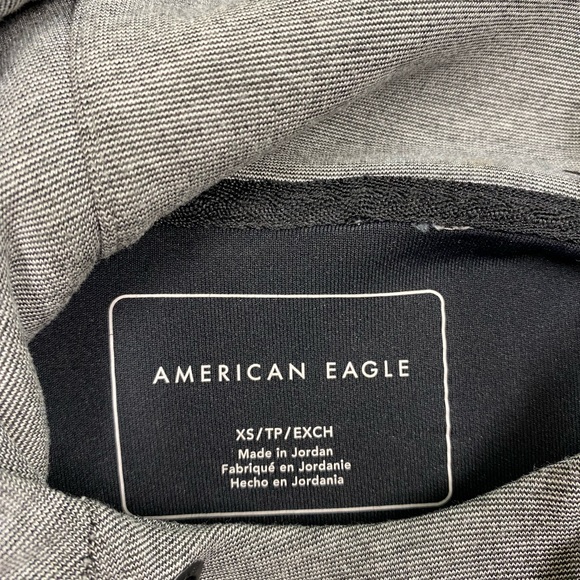 AMERICAN EAGLE
XS/TP/EXCH
Made in Jordan
Fabriqué en Jordanie
Hecho en Jordania